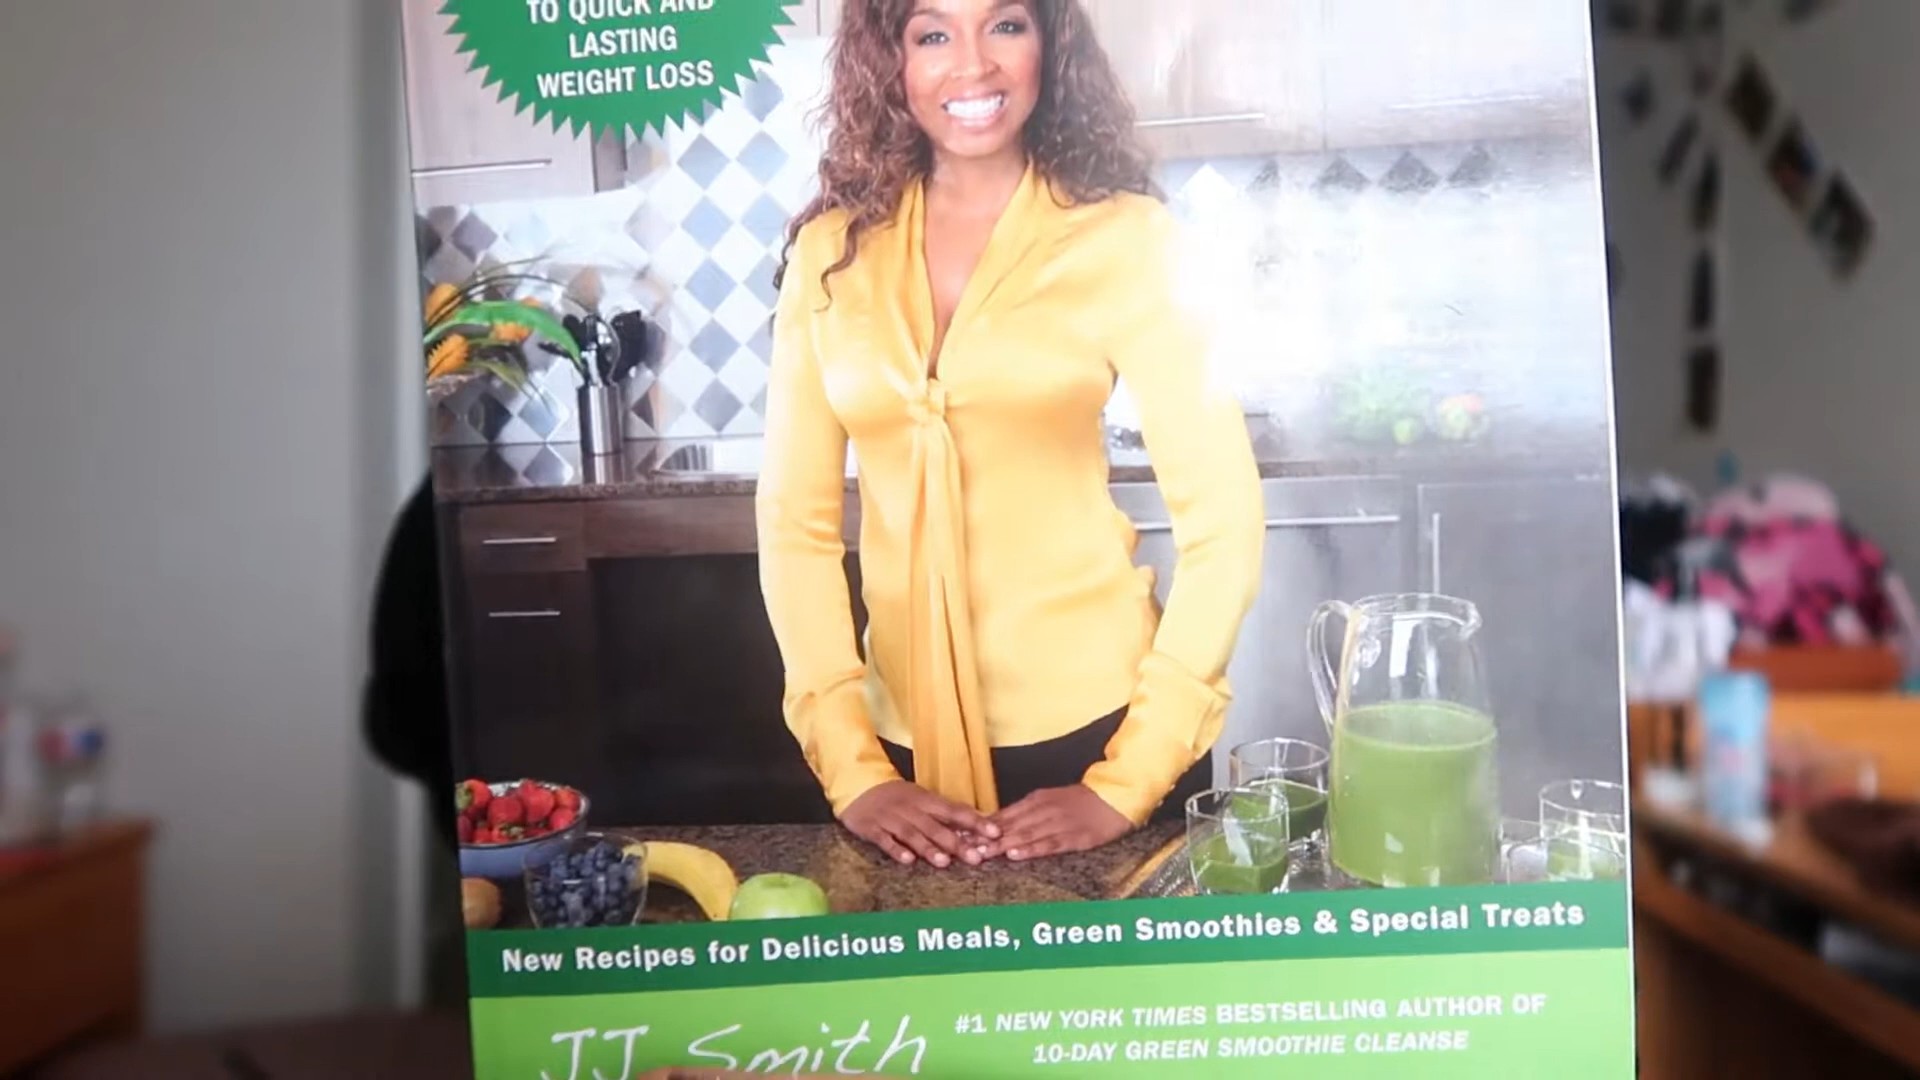 TO QUICK AND
LASTING
WEIGHT LOSS
New Recipes for Delicious Meals, Green Smoothies & Special Treats
JJ Smith
#1 NEW YORK TIMES BESTSELLING AUTHOR OF
10-DAY GREEN SMOOTHIE CLEANSE